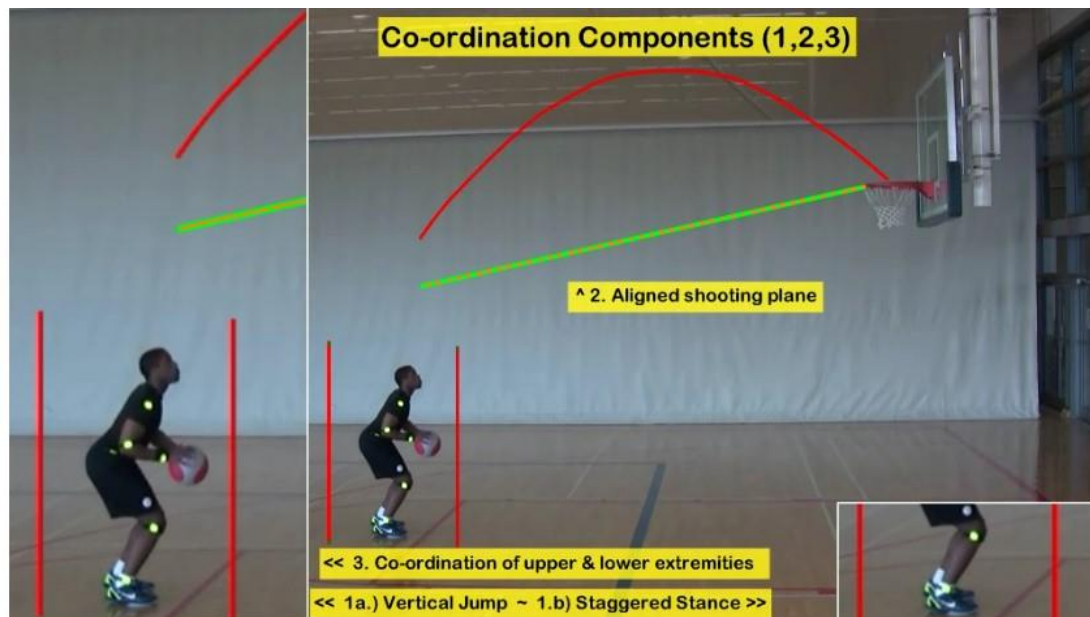 Co-ordination Components (1,2,3)
^ 2. Aligned shooting plane
<< 3. Co-ordination of upper & lower extremities
<< 1a.) Vertical Jump ~ 1.b) Staggered Stance >>